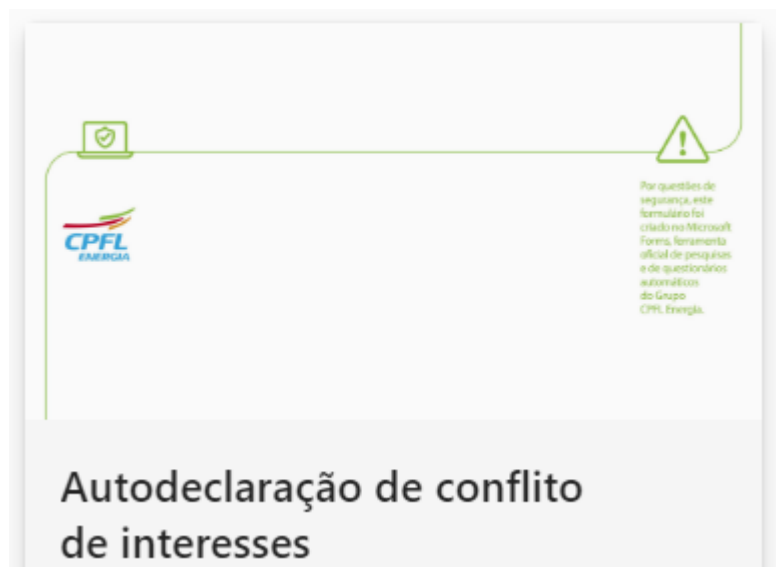 CPFL
ENERGIA
Por questões de
segurança, este
formulário foi
criado no Microsoft
Forms, ferramenta
oficial de pesquisas
e de questionários
automáticos
do Grupo
CPFL Energia.
Autodeclaração de conflito
de interesses